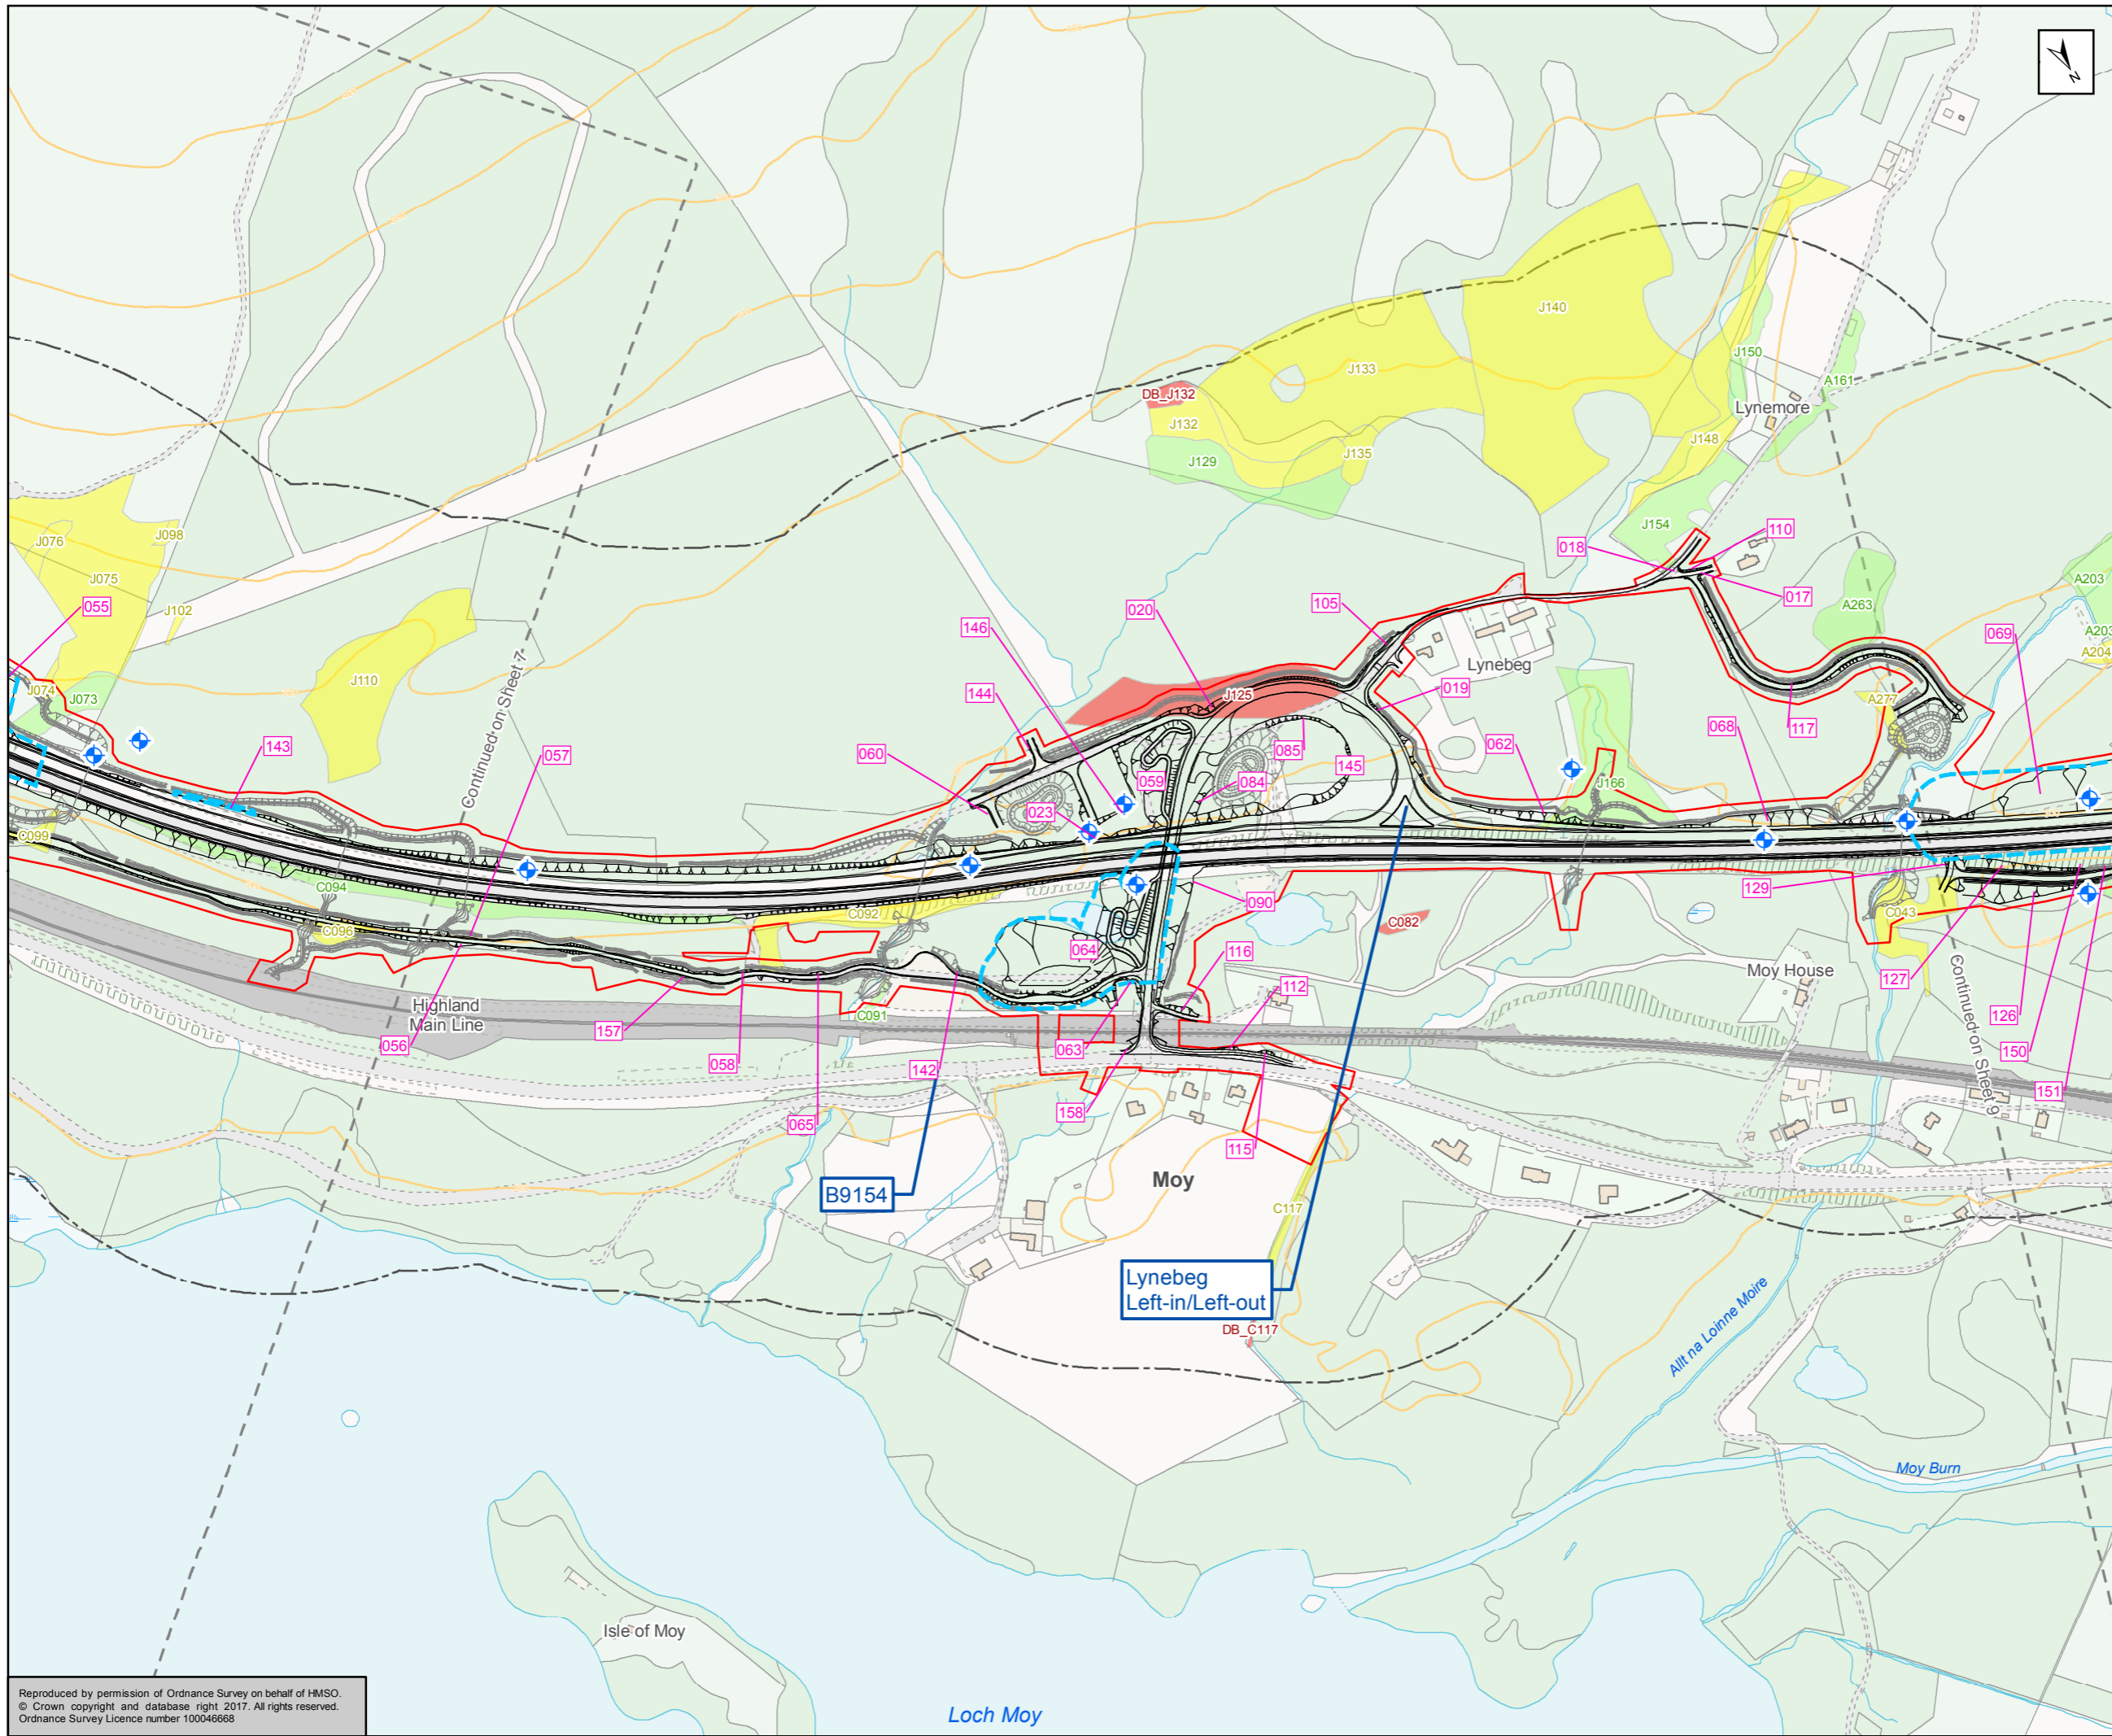 N
DB_J132
J132
J133
J140
J150
A161
Lynemore
J129
J135
J148
J154
J076
J098
J075
J102
055
J074
J073
J110
143
Continued on Sheet 7
057
018
110
017
A263
A203
A203
A204
069
105
020
146
144
J125
Lynebeg
019
A277
117
068
062
060
059
085
145
084
023
J166
C099
C094
C092
C096
090
129
C082
C043
064
116
Moy House
127
Continued on Sheet 9
Highland
Main Line
C091
112
126
157
056
058
142
063
150
151
065
158
115
B9154
Moy
C117
Lynebeg
Left-in/Left-out
DB_C117
Allt na Loinne Moire
Moy Burn
Isle of Moy
Reproduced by permission of Ordnance Survey on behalf of HMSO.
© Crown copyright and database right 2017. All rights reserved.
Ordnance Survey Licence number 100046668
Loch Moy